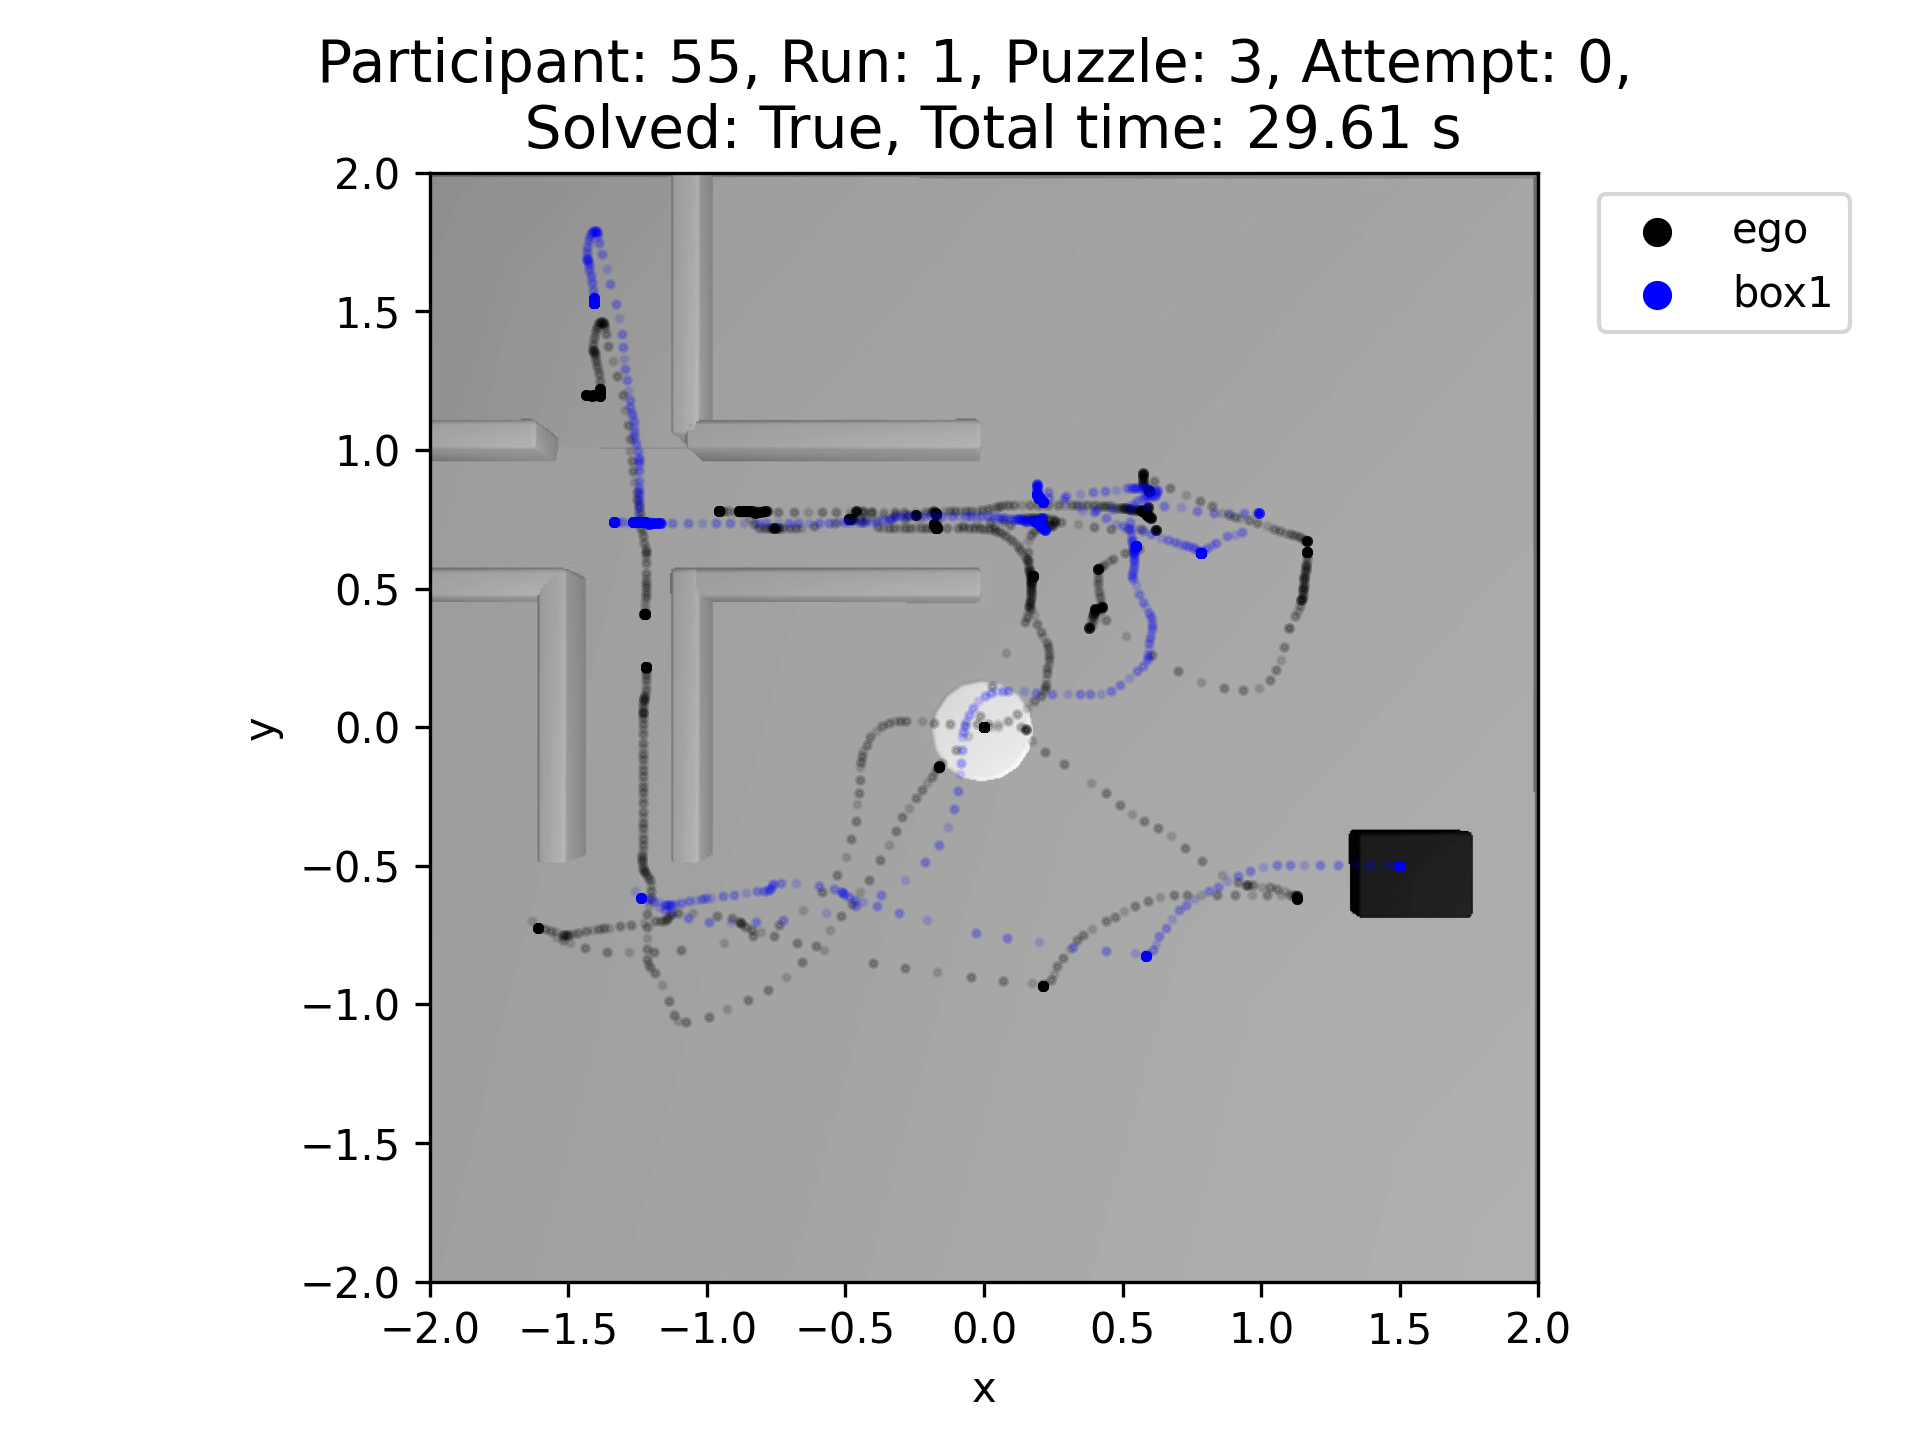 Participant: 55, Run: 1, Puzzle: 3, Attempt: 0,
Solved: True, Total time: 29.61 s
ego
box1
2.0
1.5
1.0
0.5
0.0
−0.5
−1.0
−1.5
−2.0
y
−2.0 −1.5 −1.0 −0.5 0.0 0.5 1.0 1.5 2.0
x